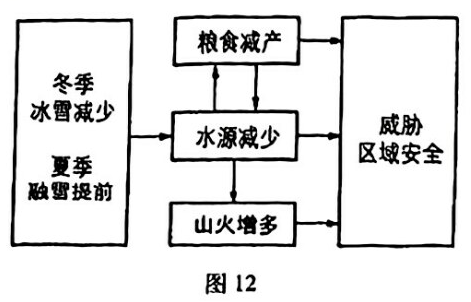 冬季
冰雪减少
夏季
融雪提前
粮食减产
水源减少
山火增多
威胁
区域安全
图12